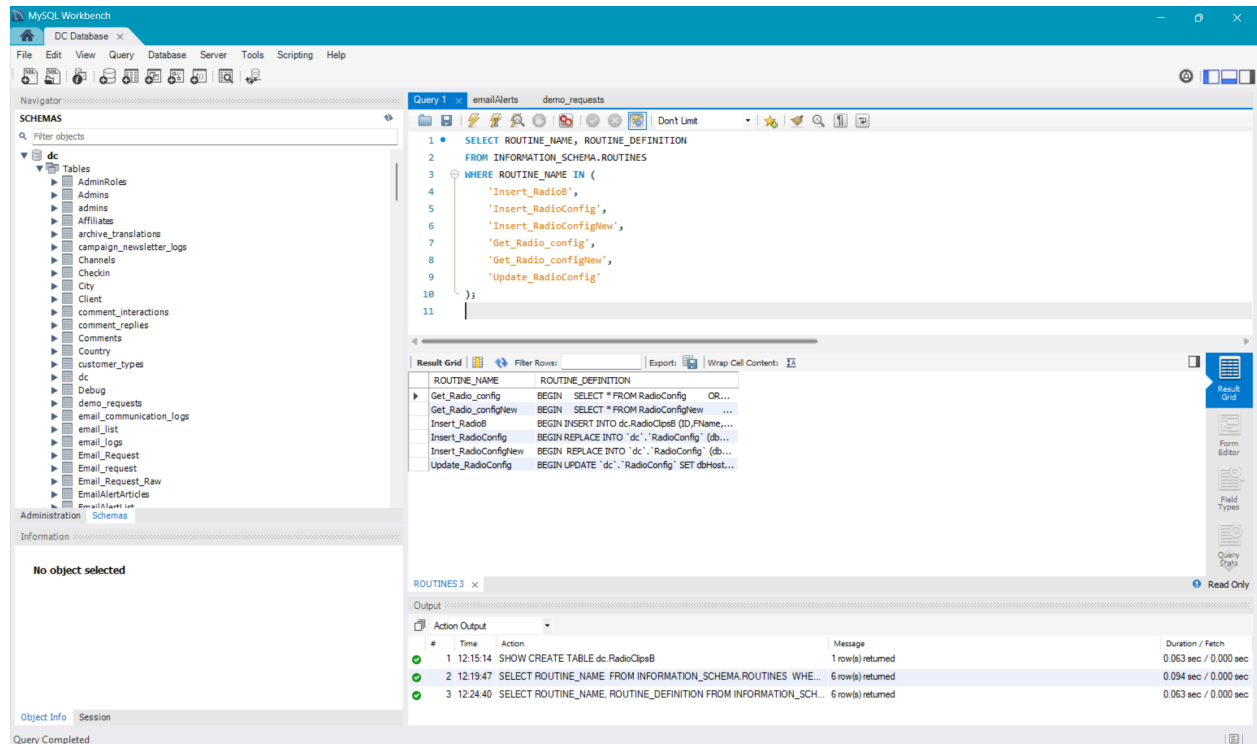 MySQL Workbench
DC Database ×
File Edit View Query Database Server Tools Scripting Help
Navigator
SCHEMAS
Filter objects
dc
Tables
AdminRoles
Admins
admins
Affiliates
archive_translations
campaign_newsletter_logs
Channels
Checkin
City
Client
comment_interactions
comment_replies
Comments
Country
customer_types
dc
Debug
demo_requests
email_communication_logs
email_list
email_logs
Email_Request
Email_request
Email_Request_Raw
EmailAlertArticles
EmailAlertList
Administration Schemas
Information
No object selected
Object Info Session
Query Completed
Query 1 × emailAlerts demo_requests
Don't Limit
1 SELECT ROUTINE_NAME, ROUTINE_DEFINITION
2 FROM INFORMATION_SCHEMA.ROUTINES
3 WHERE ROUTINE_NAME IN (
4 'Insert_RadioB',
5 'Insert_RadioConfig',
6 'Insert_RadioConfigNew',
7 'Get_Radio_config',
8 'Get_Radio_configNew',
9 'Update_RadioConfig'
10 );
11
Result Grid Filter Rows: Export: Wrap Cell Content:
ROUTINE_NAME ROUTINE_DEFINITION
Get_Radio_config BEGIN SELECT * FROM RadioConfig OR...
Get_Radio_configNew BEGIN SELECT * FROM RadioConfigNew ...
Insert_RadioB BEGIN INSERT INTO dc.RadioClipsB (ID,FName,...
Insert_RadioConfig BEGIN REPLACE INTO `dc`.`RadioConfig` (db...
Insert_RadioConfigNew BEGIN REPLACE INTO `dc`.`RadioConfig` (db...
Update_RadioConfig BEGIN UPDATE `dc`.`RadioConfig` SET dbHost...
Result Grid
Form Editor
Field Types
Query Stats
ROUTINES 3 × Read Only
Output
Action Output
# Time Action Message Duration / Fetch
1 12:15:14 SHOW CREATE TABLE dc.RadioClipsB 1 row(s) returned 0.063 sec / 0.000 sec
2 12:19:47 SELECT ROUTINE_NAME FROM INFORMATION_SCHEMA.ROUTINES WHE... 6 row(s) returned 0.094 sec / 0.000 sec
3 12:24:40 SELECT ROUTINE_NAME, ROUTINE_DEFINITION FROM INFORMATION_SCH... 6 row(s) returned 0.063 sec / 0.000 sec